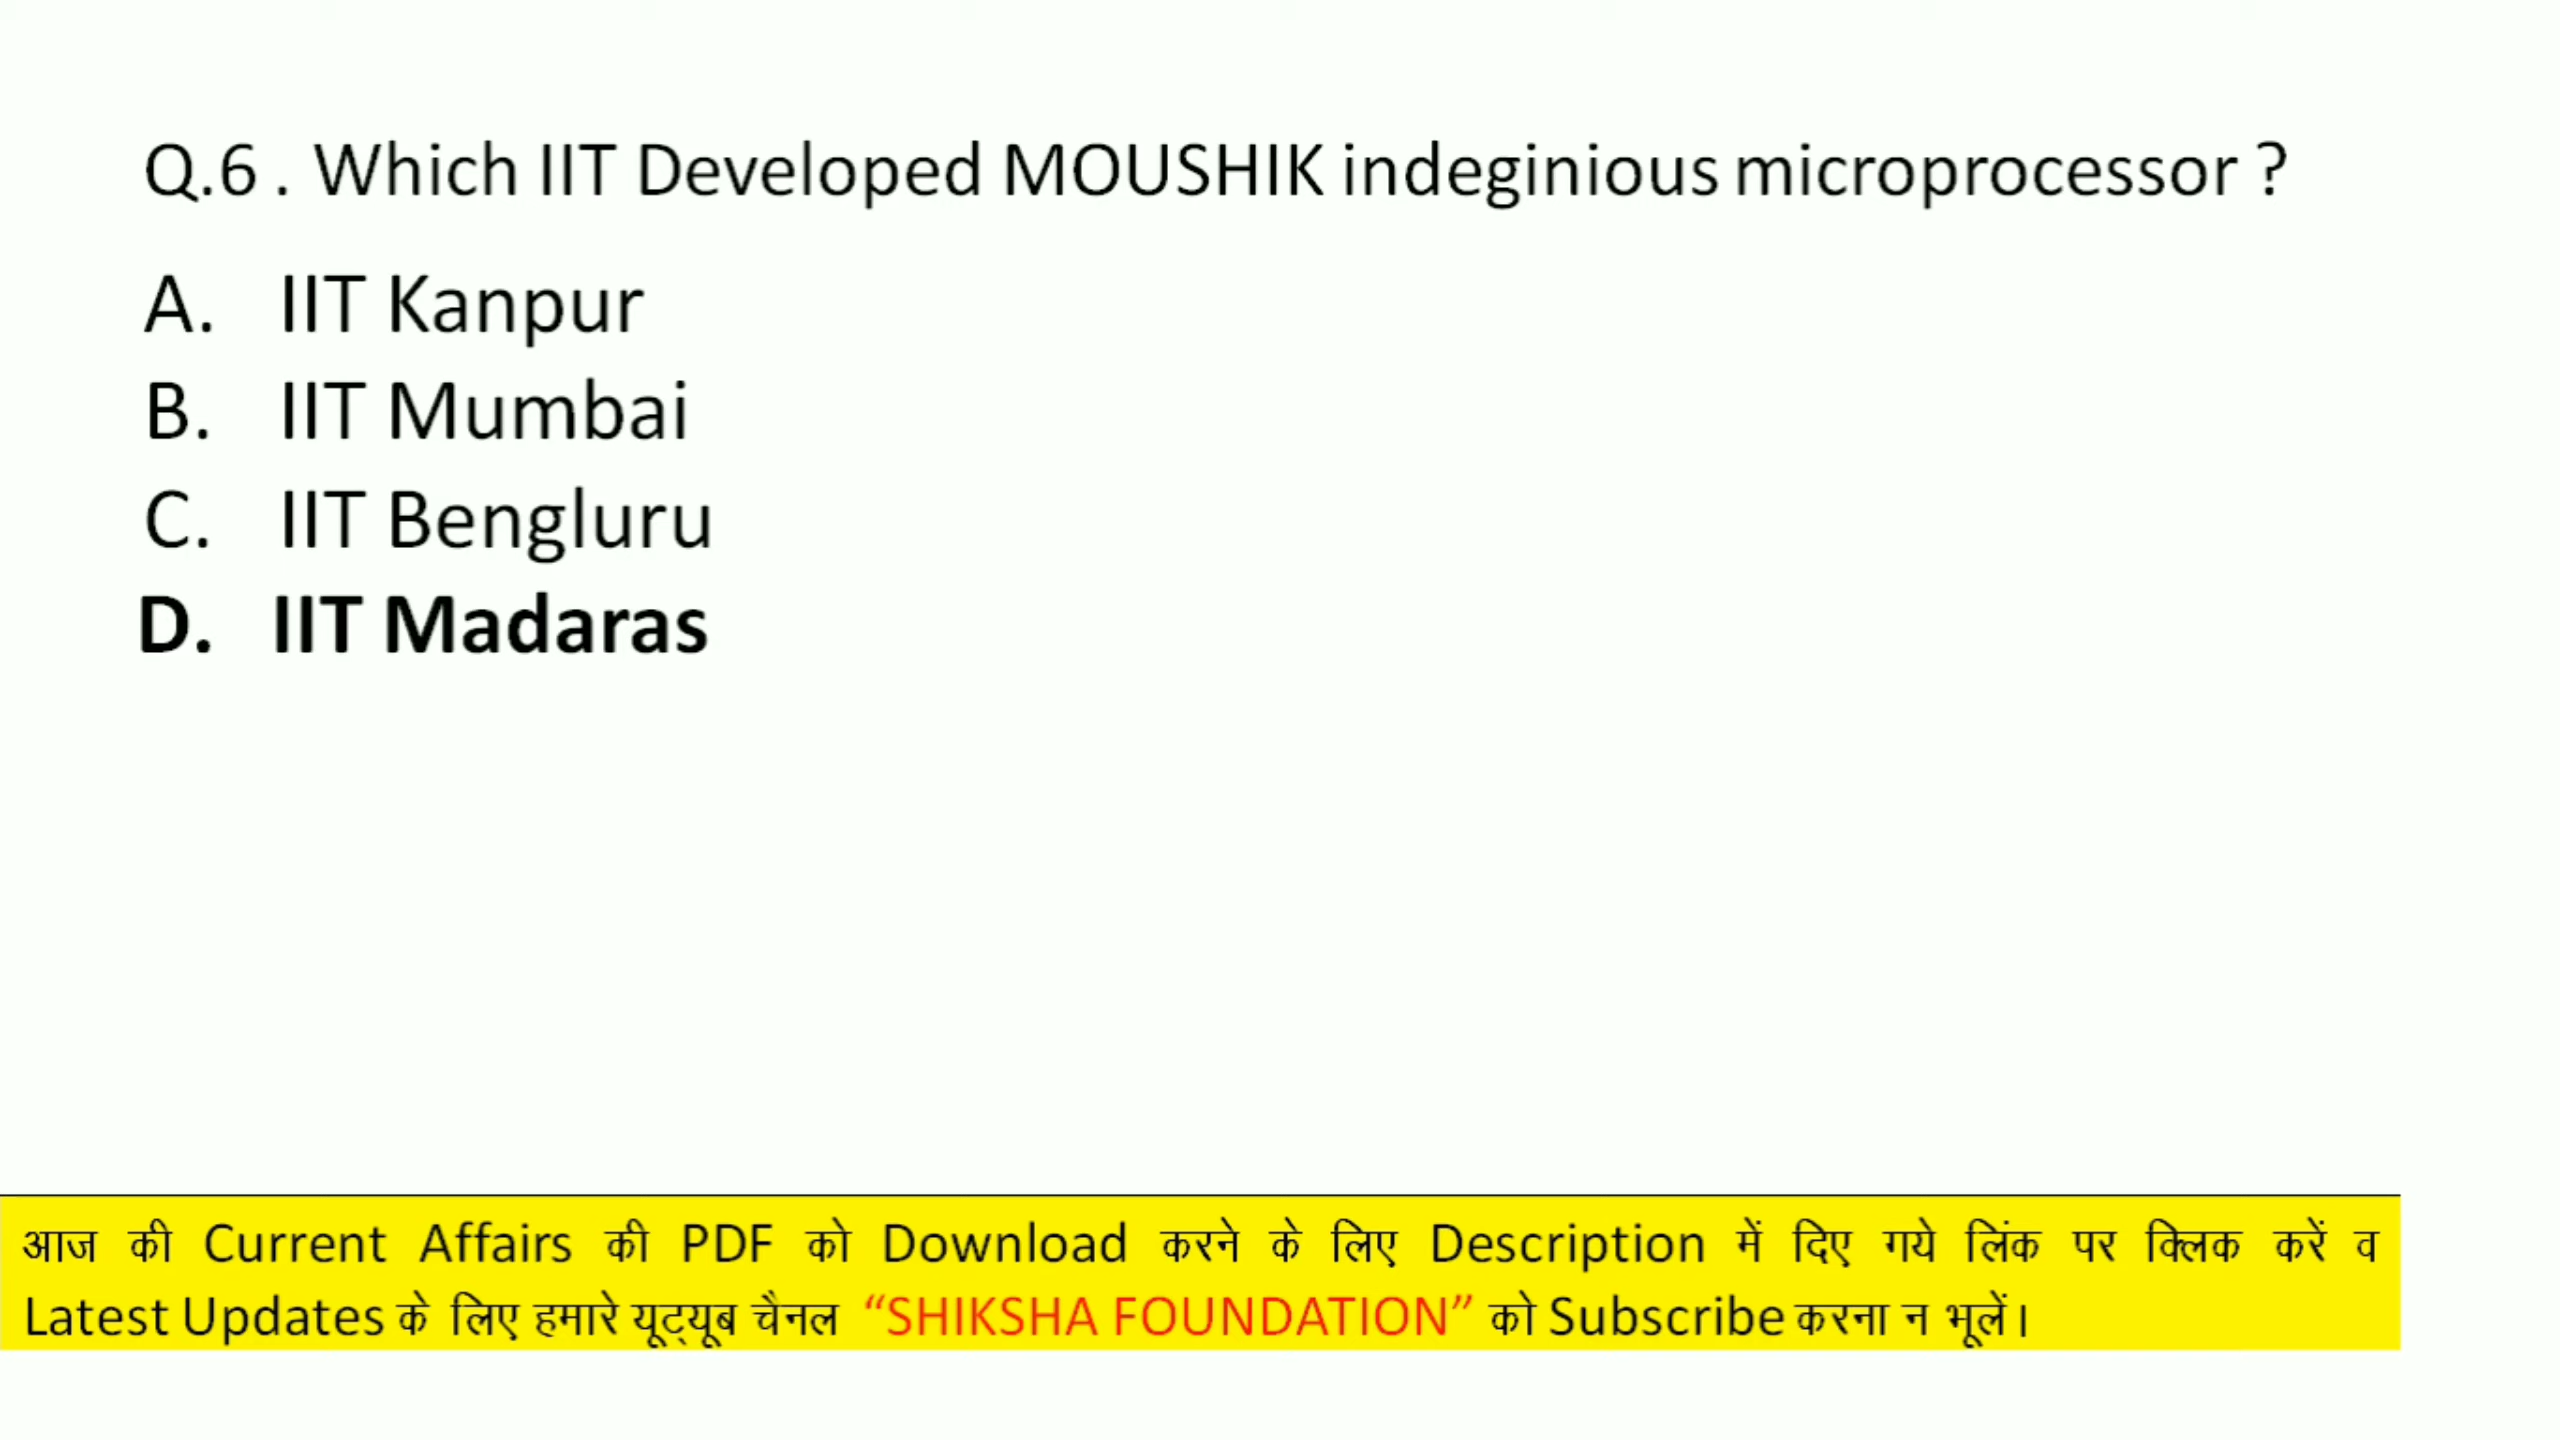 Q.6 . Which IIT Developed MOUSHIK indeginious microprocessor ?
A. IIT Kanpur
B. IIT Mumbai
C. IIT Bengluru
D. IIT Madaras
आज की Current Affairs की PDF को Download करने के लिए Description में दिए गये लिंक पर क्लिक करें व
Latest Updates के लिए हमारे यूट्यूब चैनल “SHIKSHA FOUNDATION” को Subscribe करना न भूलें।